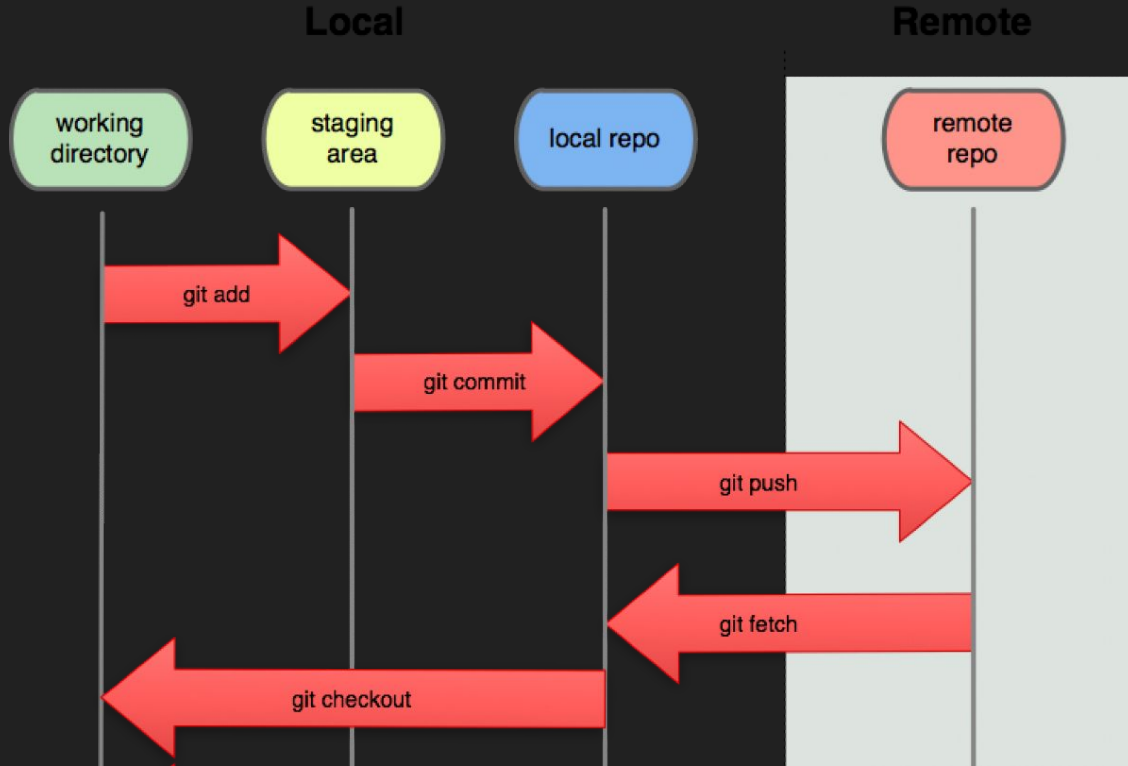 Local
Remote
working
directory
staging
area
local repo
remote
repo
git add
git commit
git push
git fetch
git checkout